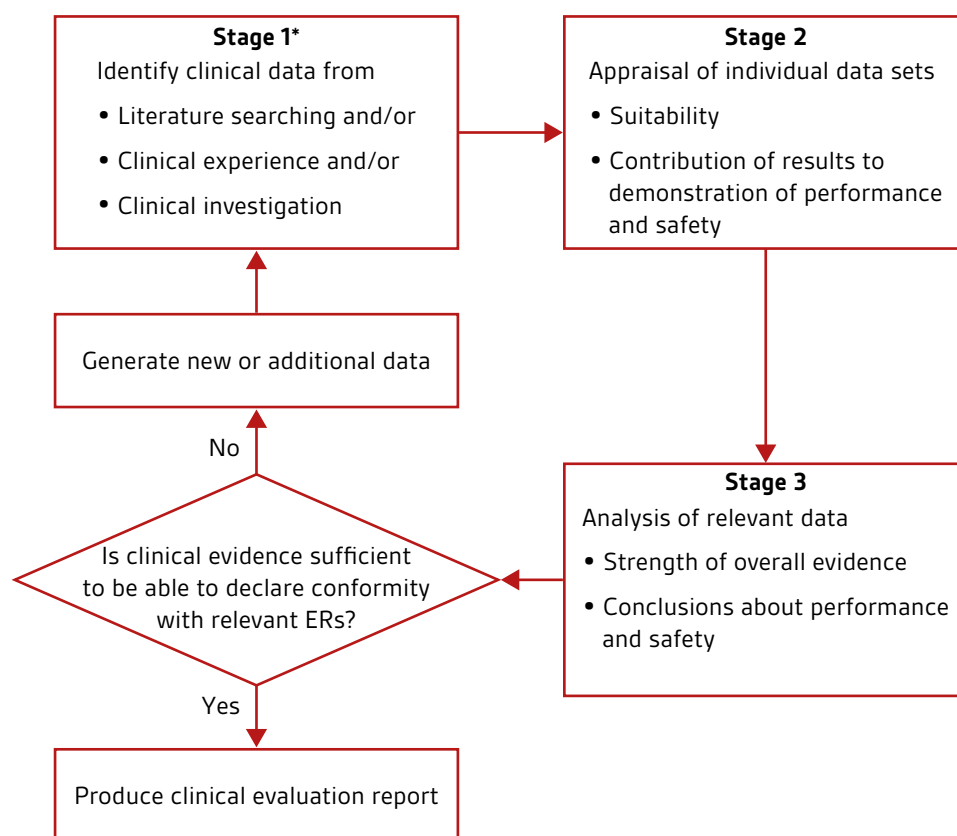 Stage 1*
Identify clinical data from
• Literature searching and/or
• Clinical experience and/or
• Clinical investigation
Stage 2
Appraisal of individual data sets
• Suitability
• Contribution of results to
demonstration of performance
and safety
Generate new or additional data
No
Stage 3
Analysis of relevant data
• Strength of overall evidence
• Conclusions about performance
and safety
Is clinical evidence sufficient
to be able to declare conformity
with relevant ERs?
Yes
Produce clinical evaluation report